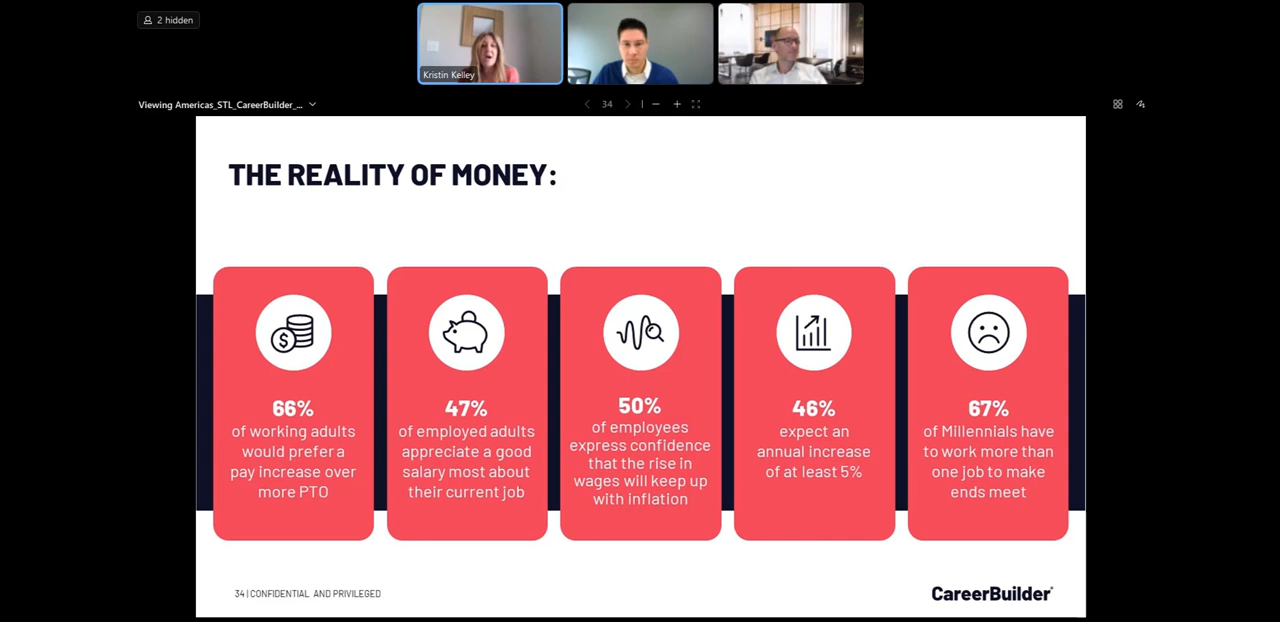 2 hidden
Kristin Kelley
Viewing Americas_STL_CareerBuilder_...
34
THE REALITY OF MONEY:
66%
of working adults
would prefer a
pay increase over
more PTO
47%
of employed adults
appreciate a good
salary most about
their current job
50%
of employees
express confidence
that the rise in
wages will keep up
with inflation
46%
expect an
annual increase
of at least 5%
67%
of Millennials have
to work more than
one job to make
ends meet
34 | CONFIDENTIAL AND PRIVILEGED
CareerBuilder®